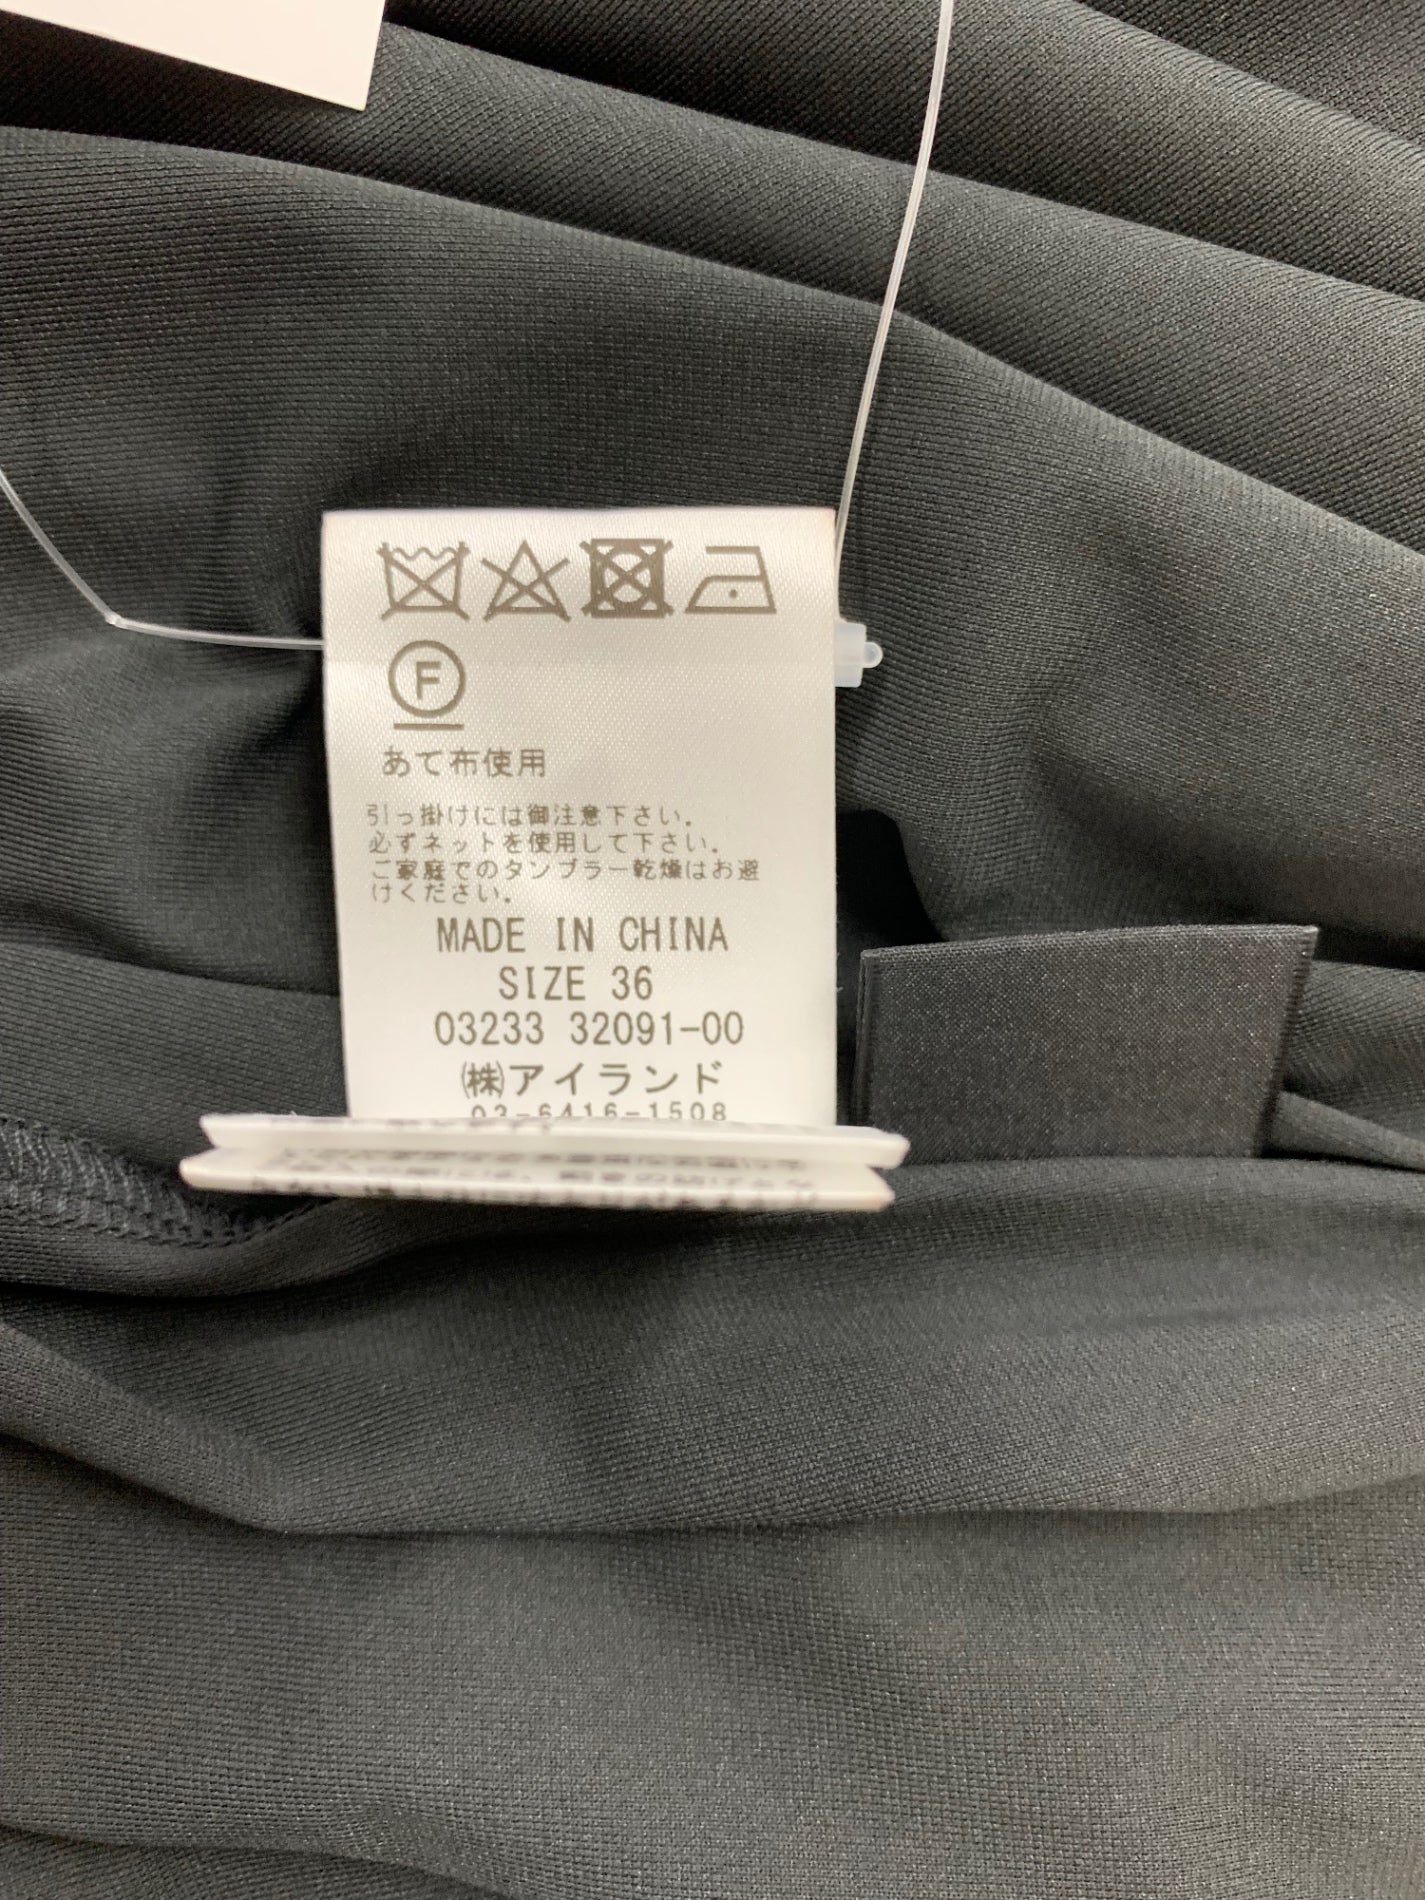 F
あて布使用
引っ掛けには御注意下さい。
必ずネットを使用して下さい。
ご家庭でのタンブラー乾燥はお避
けください。
MADE IN CHINA
SIZE 36
03233 32091-00
㈱アイランド
03-6416-1508